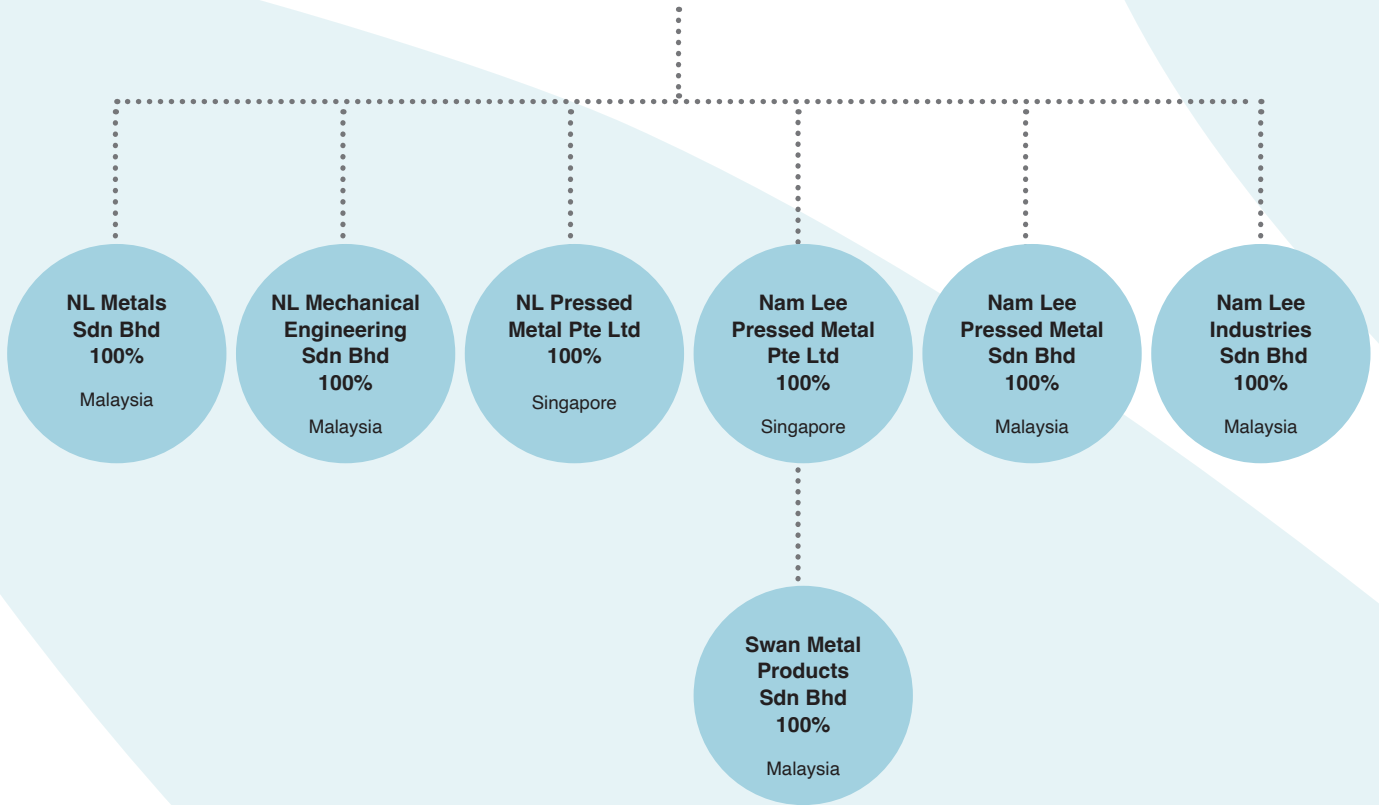 NL Metals
Sdn Bhd
100%
Malaysia
NL Mechanical
Engineering
Sdn Bhd
100%
Malaysia
NL Pressed
Metal Pte Ltd
100%
Singapore
Nam Lee
Pressed Metal
Pte Ltd
100%
Singapore
Nam Lee
Pressed Metal
Sdn Bhd
100%
Malaysia
Nam Lee
Industries
Sdn Bhd
100%
Malaysia
Swan Metal
Products
Sdn Bhd
100%
Malaysia